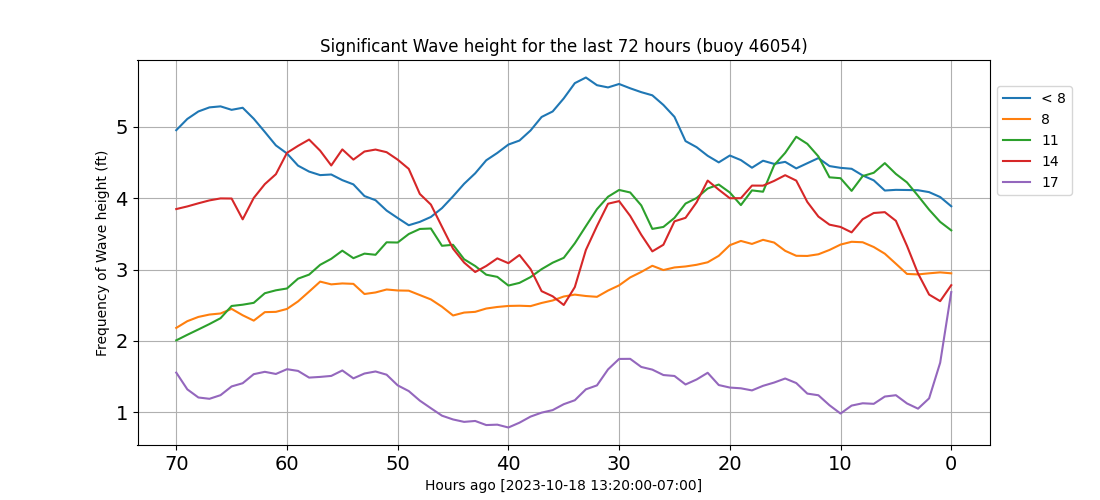 Significant Wave height for the last 72 hours (buoy 46054)
Frequency of Wave height (ft)
5
4
3
2
1
70 60 50 40 30 20 10 0
Hours ago [2023-10-18 13:20:00-07:00]
< 8
8
11
14
17